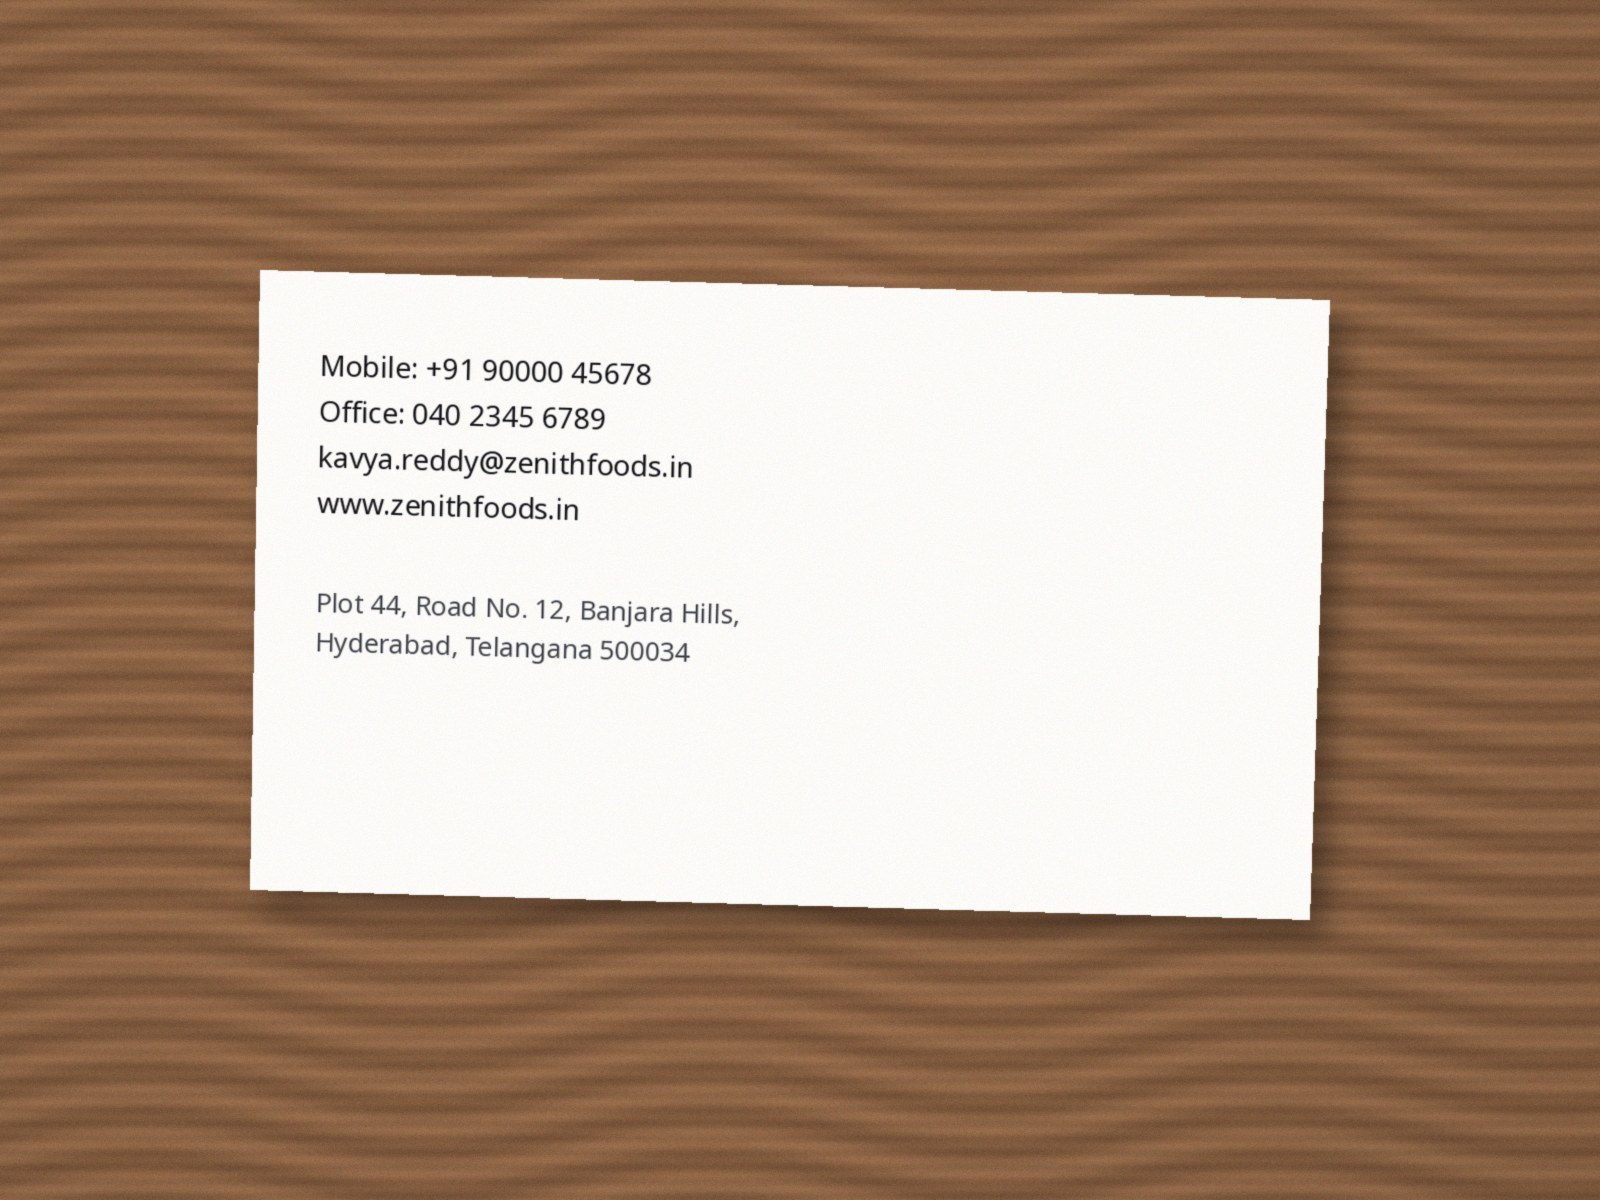 Mobile: +91 90000 45678
Office: 040 2345 6789
kavya.reddy@zenithfoods.in
www.zenithfoods.in
Plot 44, Road No. 12, Banjara Hills,
Hyderabad, Telangana 500034